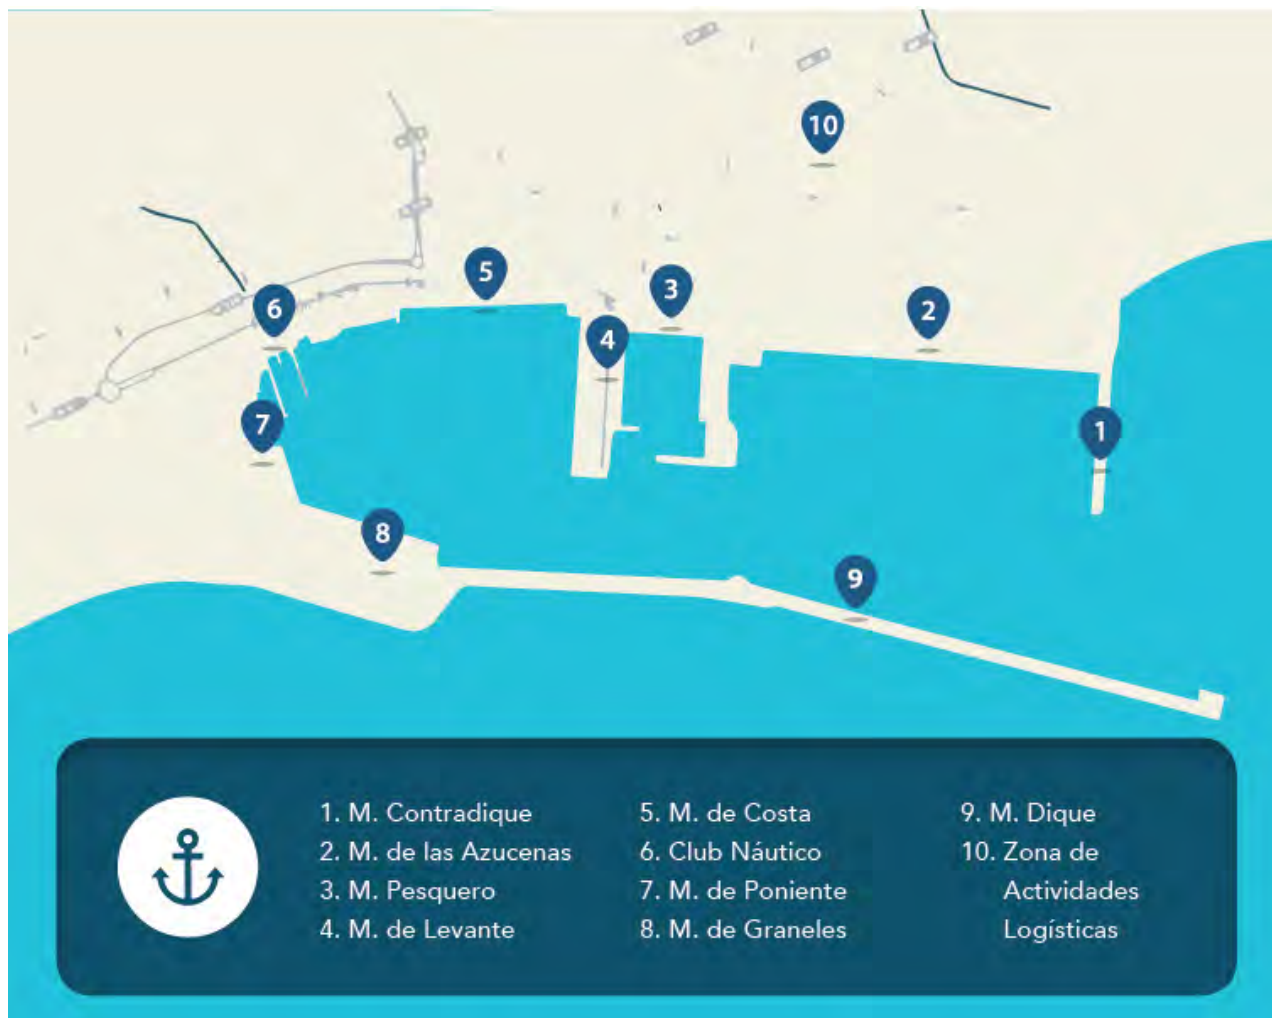 10
5
3
6
2
4
7
1
8
9
1. M. Contradique
2. M. de las Azucenas
3. M. Pesquero
4. M. de Levante
5. M. de Costa
6. Club Náutico
7. M. de Poniente
8. M. de Graneles
9. M. Dique
10. Zona de
Actividades
Logísticas